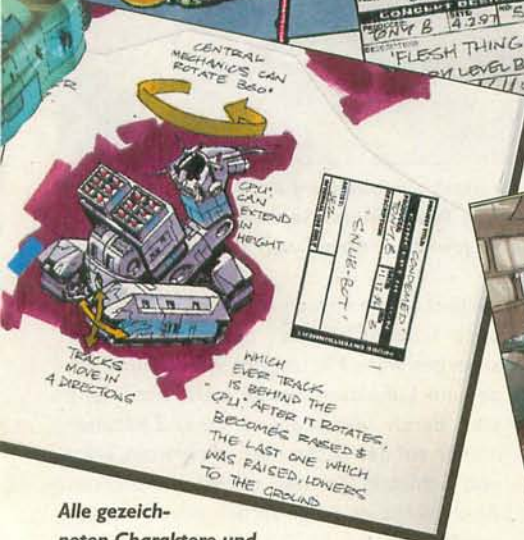 CONCEPT DES
TONY B
4.2.97
'FLESH THING
LEVEL B
CENTRAL
MECHANICS CAN
ROTATE 360°
'CPU'
CAN
EXTEND
IN
HEIGHT
CONDEMNED'
'SNUB-BOT'
TRACKS
MOVE IN
4 DIRECTIONS
WHICH
EVER TRACK
IS BEHIND THE
'CPU' AFTER IT ROTATES,
BECOMES RAISED &
THE LAST ONE WHICH
WAS RAISED, LOWERS
TO THE GROUND
Alle gezeich-
neten Charaktere und